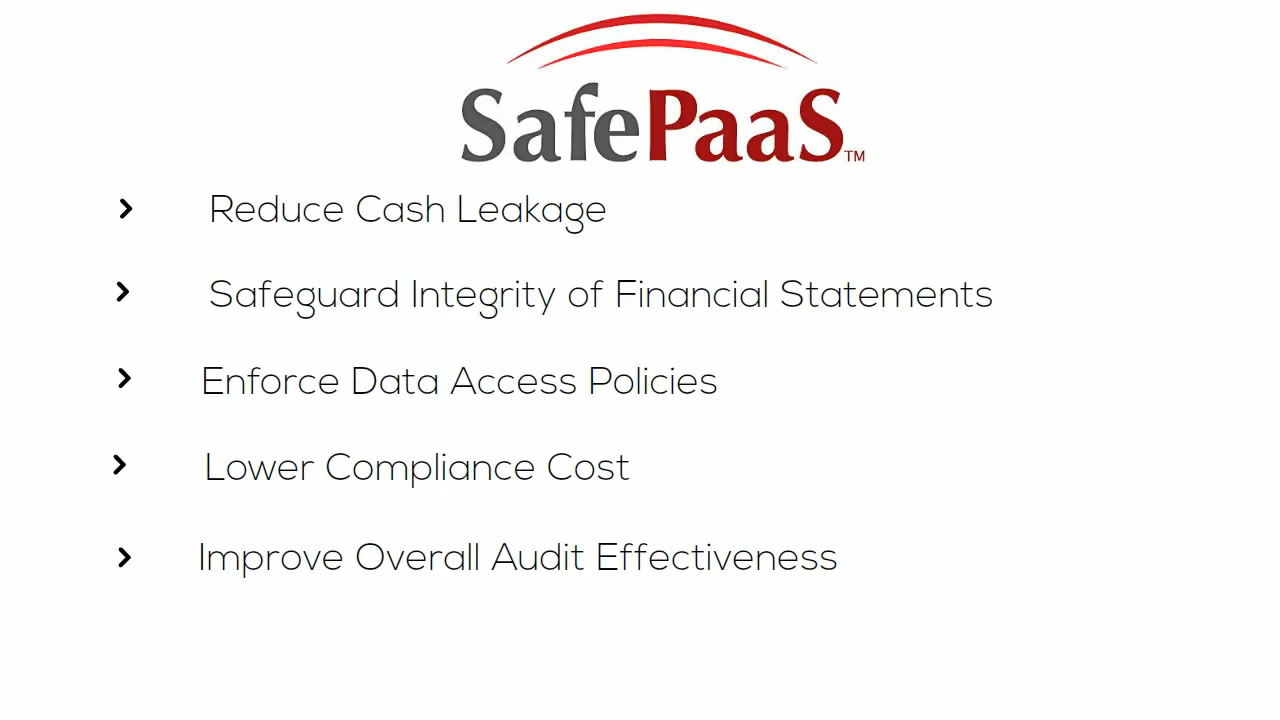 SafePaaS™
Reduce Cash Leakage
Safeguard Integrity of Financial Statements
Enforce Data Access Policies
Lower Compliance Cost
Improve Overall Audit Effectiveness